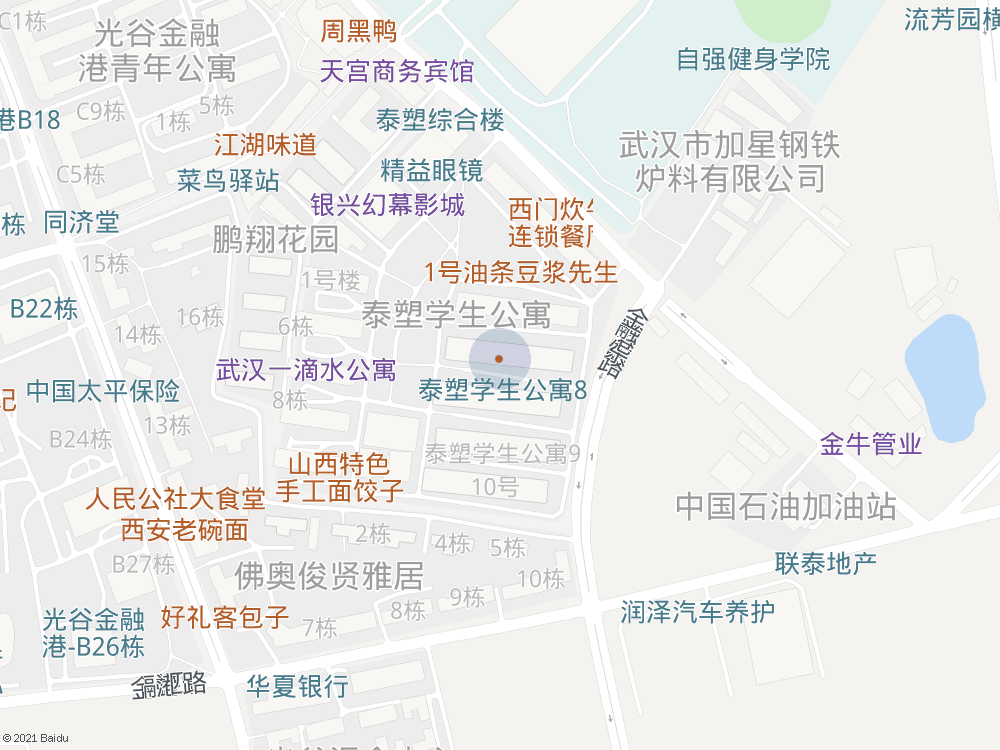 C1栋
光谷金融
港青年公寓
周黑鸭
流芳园横
天宫商务宾馆
自强健身学院
C9栋
5栋
1栋
港B18
泰塑综合楼
江湖味道
武汉市加星钢铁
炉料有限公司
C5栋
菜鸟驿站
精益眼镜
银兴幻幕影城
西门炊
连锁餐厅
栋
同济堂
鹏翔花园
15栋
1号楼
1号油条豆浆先生
B22栋
16栋
6栋
泰塑学生公寓
14栋
武汉一滴水公寓
泰塑学生公寓8
中国太平保险
记
8栋
13栋
B24栋
泰塑学生公寓9
金牛管业
山西特色
手工面饺子
10号
人民公社大食堂
西安老碗面
中国石油加油站
2栋
4栋
5栋
B27栋
佛奥俊贤雅居
10栋
联泰地产
光谷金融
港-B26栋
好礼客包子
7栋
8栋
9栋
润泽汽车养护
华夏银行
© 2021 Baidu